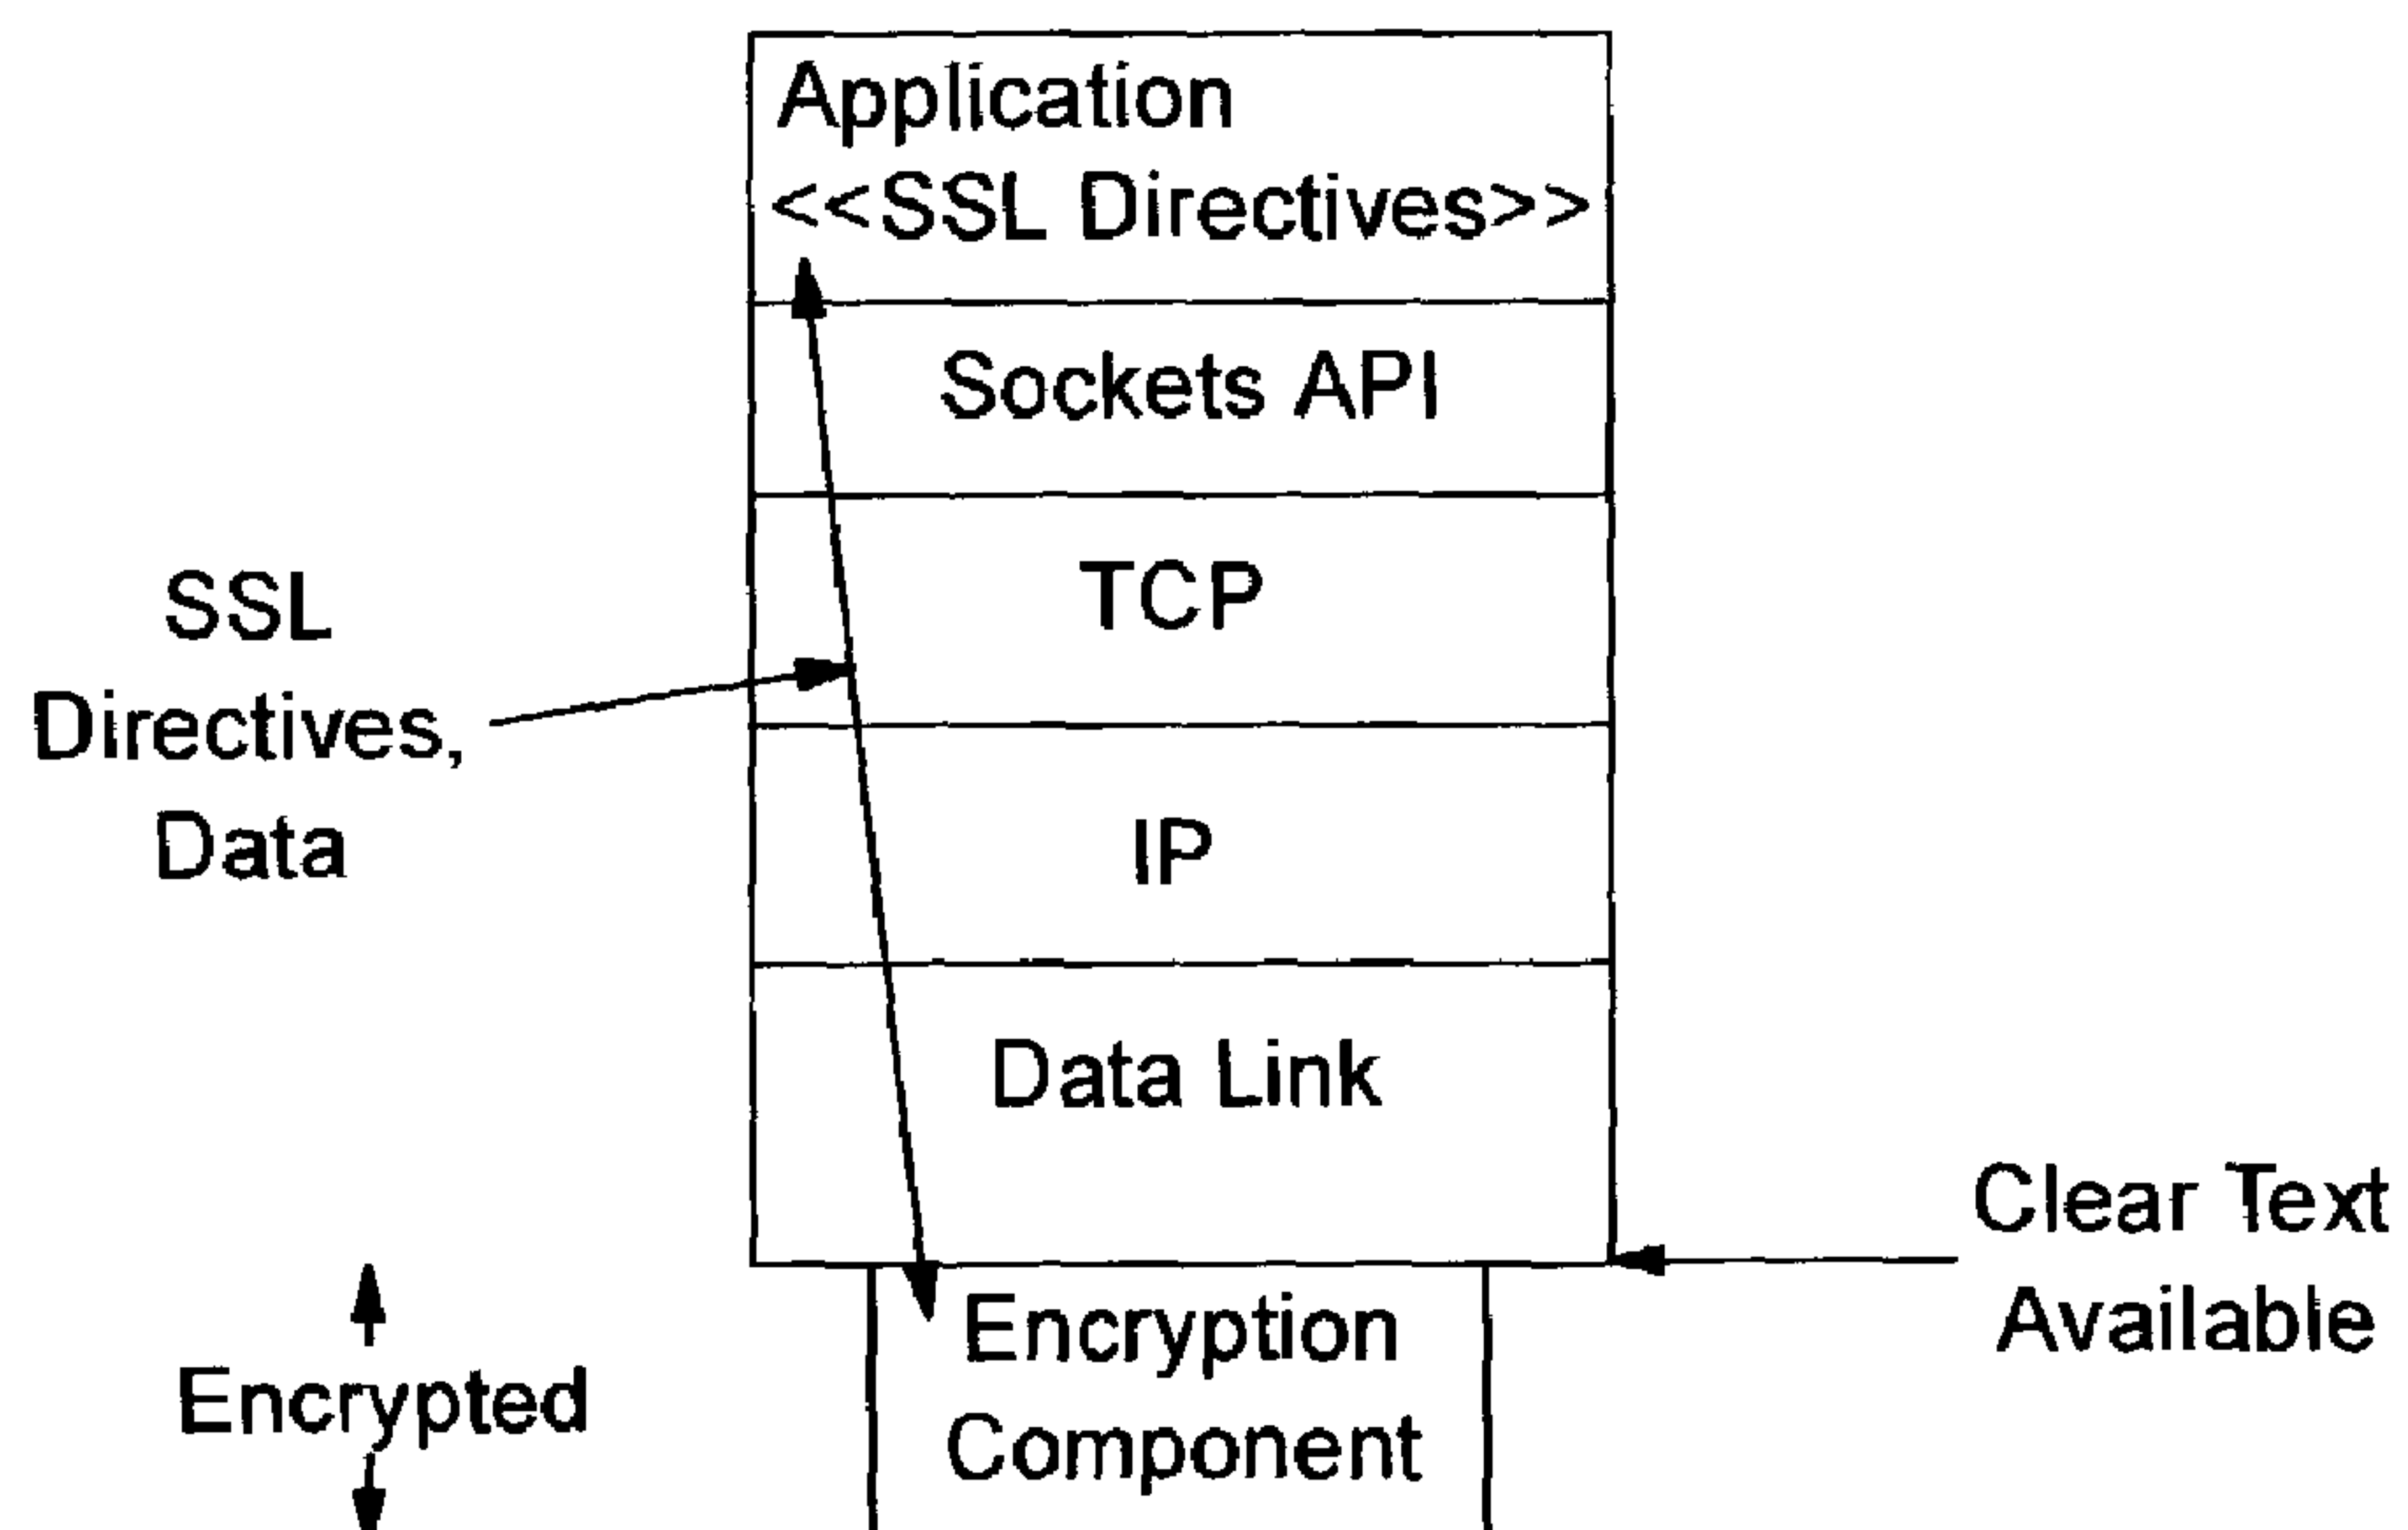 Application
<<SSL Directives>>
Sockets API
TCP
SSL
Directives,
Data
IP
Data Link
Clear Text
Available
Encryption
Component
Encrypted